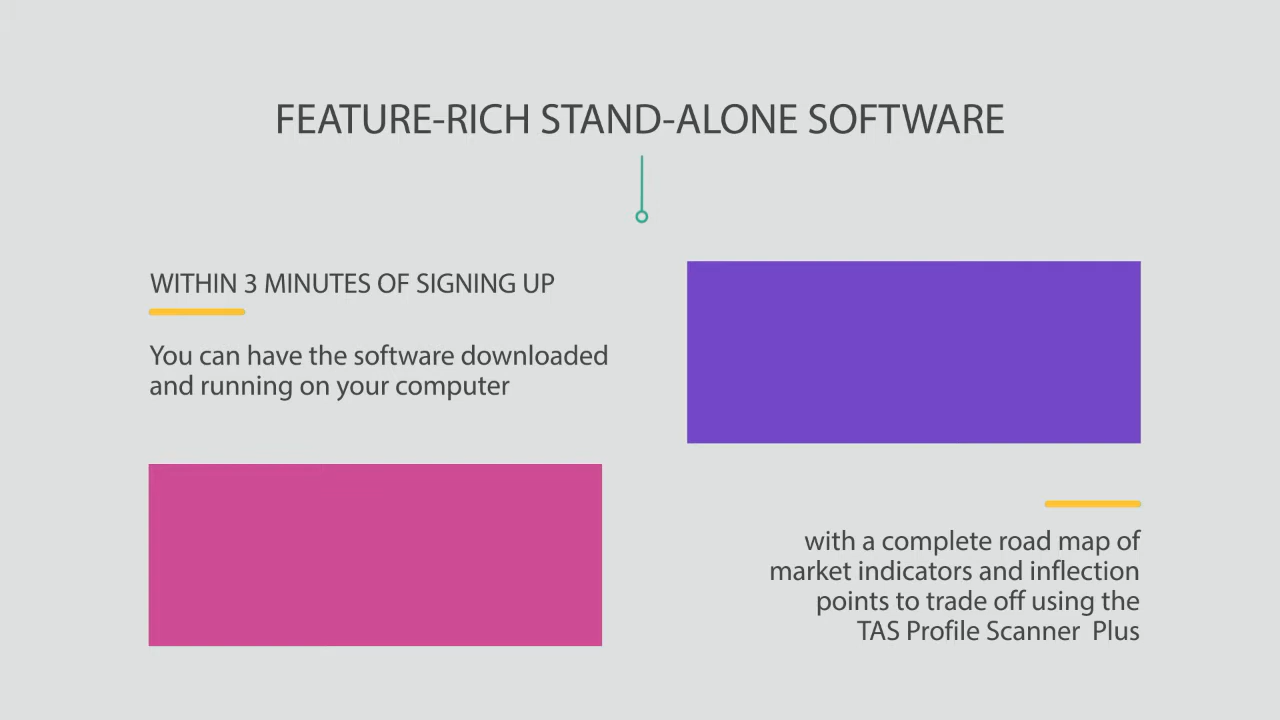 FEATURE-RICH STAND-ALONE SOFTWARE
WITHIN 3 MINUTES OF SIGNING UP
You can have the software downloaded
and running on your computer
with a complete road map of
market indicators and inflection
points to trade off using the
TAS Profile Scanner  Plus